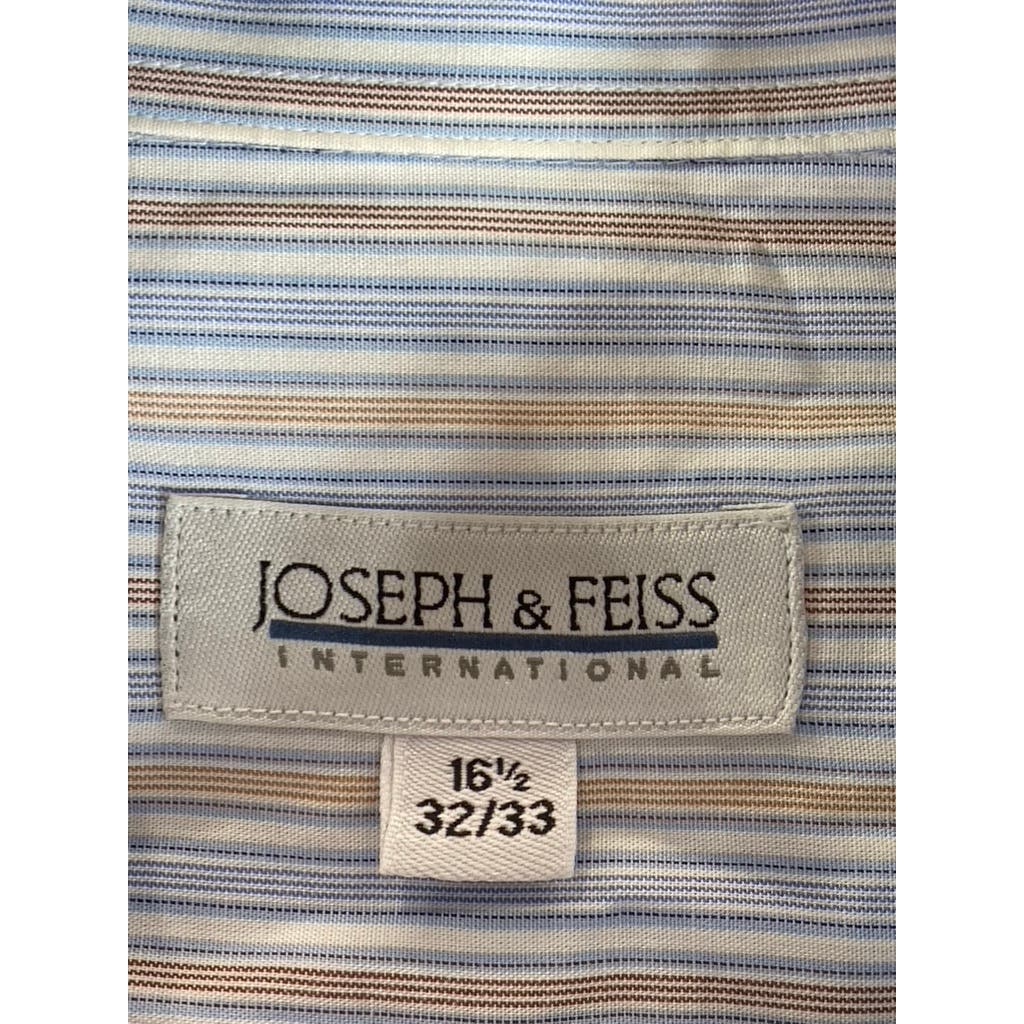 JOSEPH & FEISS
INTERNATIONAL
16½
32/33